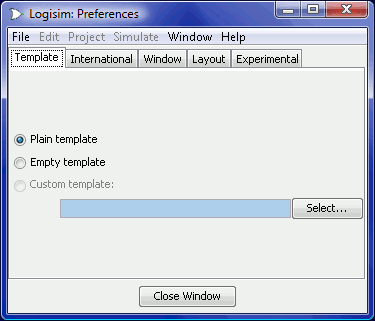 Logisim: Preferences
File Edit Project Simulate Window Help
Template International Window Layout Experimental
Plain template
Empty template
Custom template:
Select...
Close Window